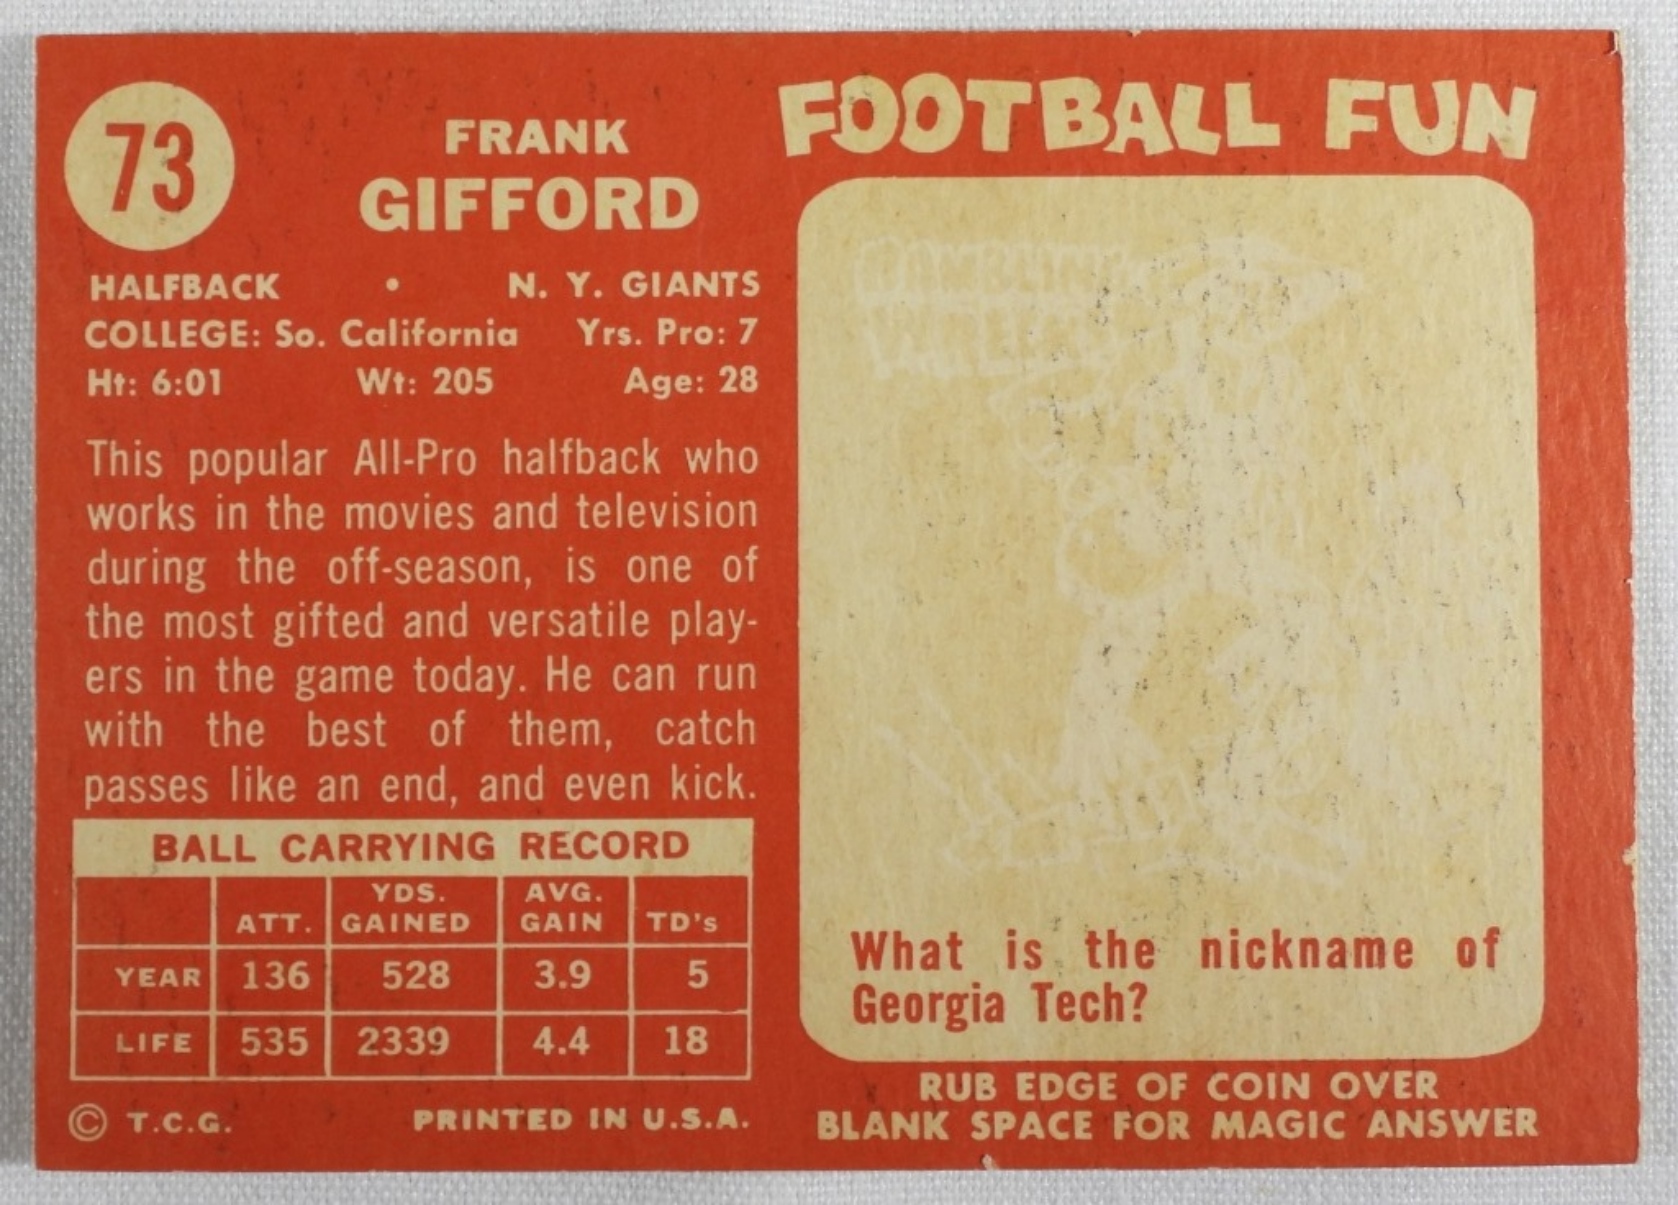 73
FRANK
GIFFORD
HALFBACK • N. Y. GIANTS
COLLEGE: So. California Yrs. Pro: 7
Ht: 6:01 Wt: 205 Age: 28
This popular All-Pro halfback who
works in the movies and television
during the off-season, is one of
the most gifted and versatile play-
ers in the game today. He can run
with the best of them, catch
passes like an end, and even kick.
BALL CARRYING RECORD
ATT. YDS. GAINED AVG. GAIN TD's
YEAR 136 528 3.9 5
LIFE 535 2339 4.4 18
© T.C.G. PRINTED IN U.S.A.
FOOTBALL FUN
RAMBLING
WRECKS
What is the nickname of
Georgia Tech?
RUB EDGE OF COIN OVER
BLANK SPACE FOR MAGIC ANSWER